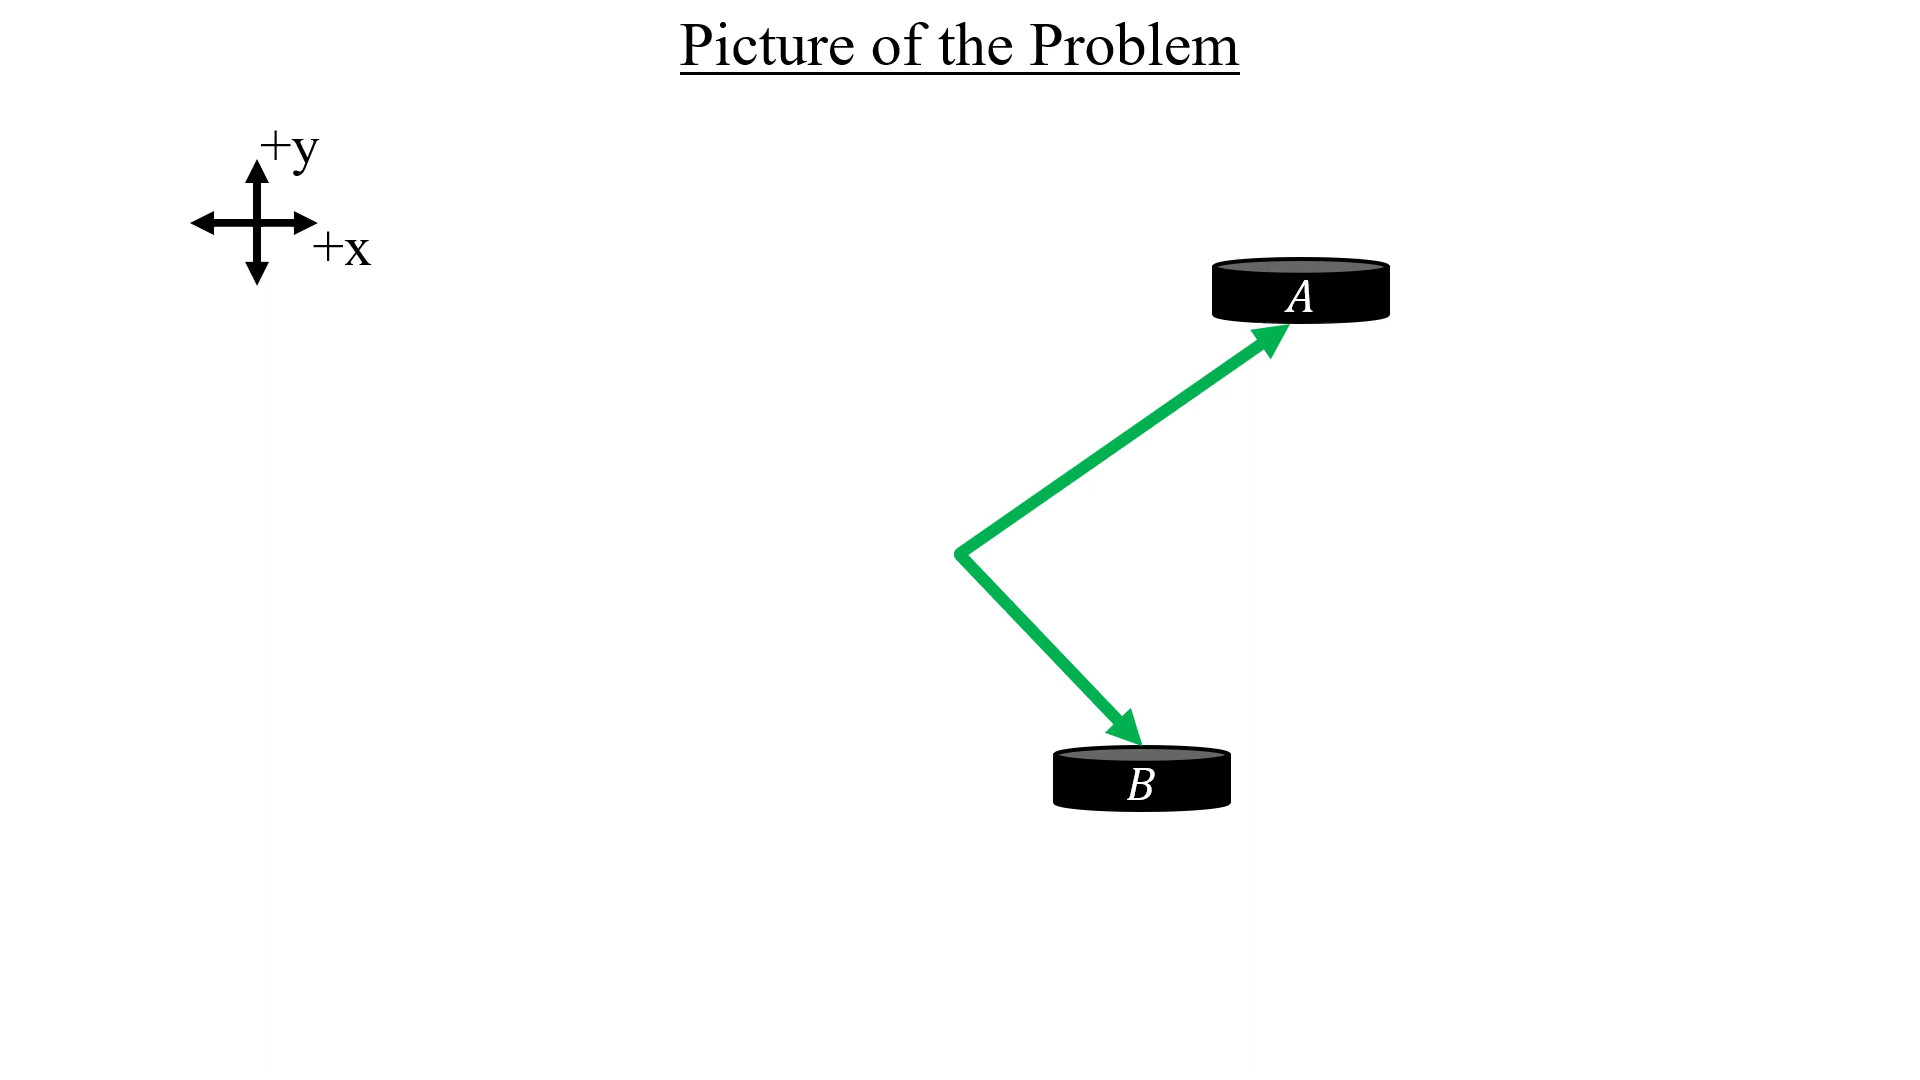 Picture of the Problem
+y
+x
A
B